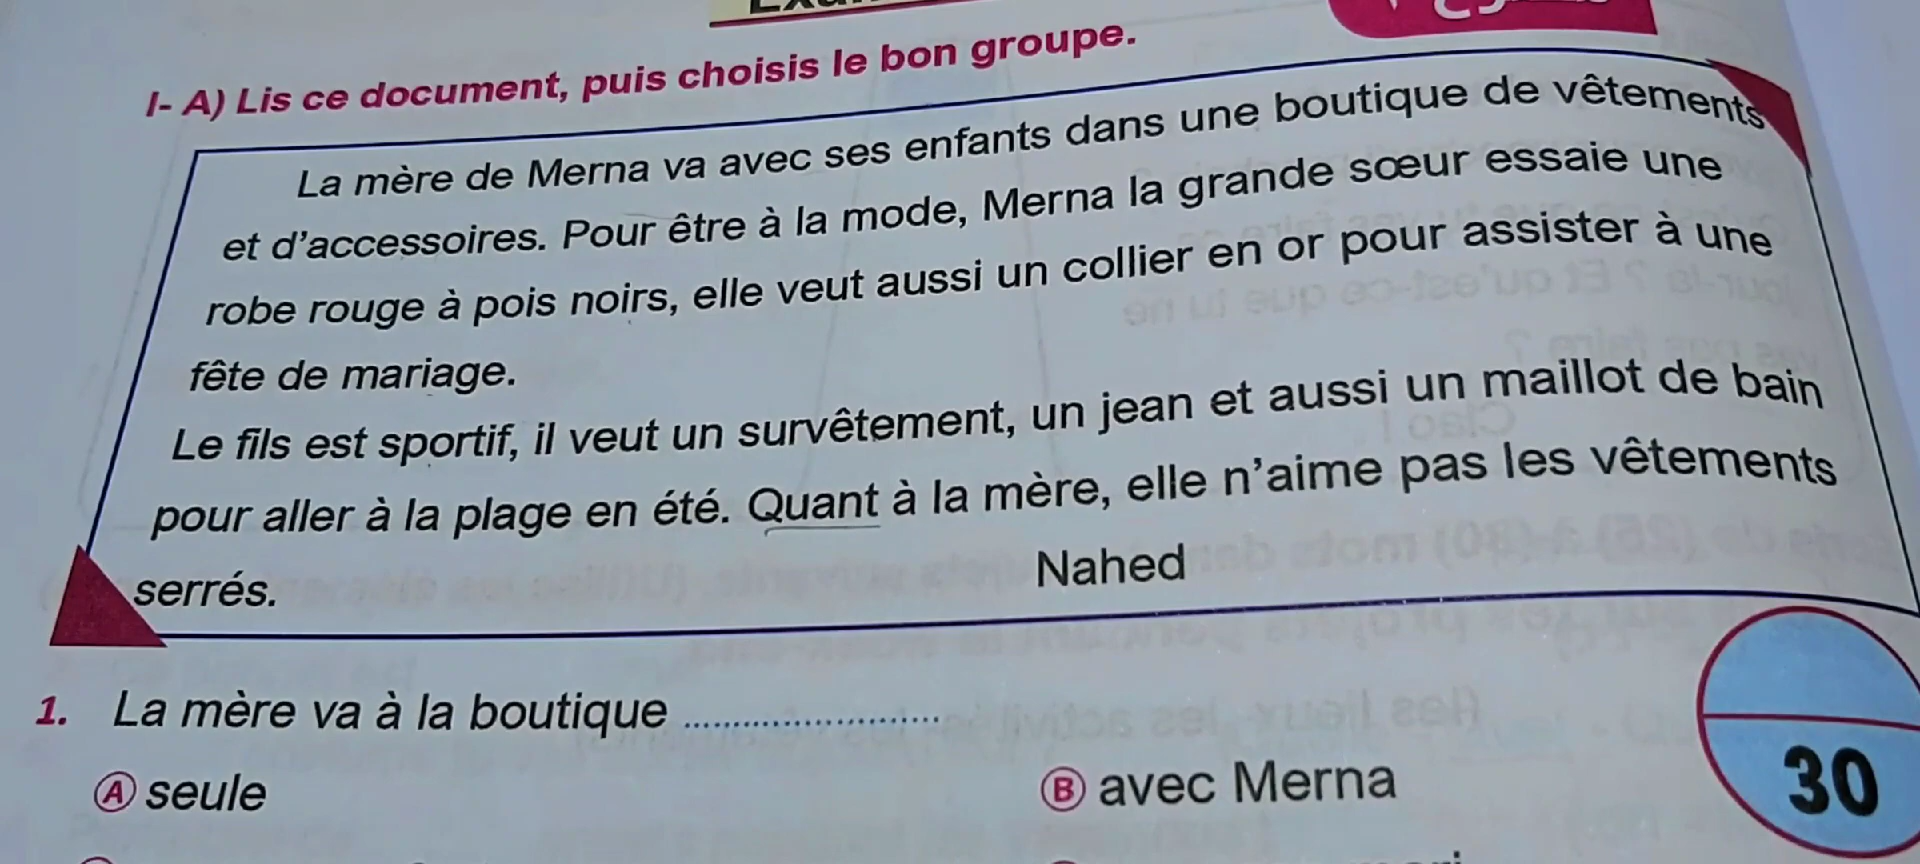 I- A) Lis ce document, puis choisis le bon groupe.
La mère de Merna va avec ses enfants dans une boutique de vêtements
et d'accessoires. Pour être à la mode, Merna la grande sœur essaie une
robe rouge à pois noirs, elle veut aussi un collier en or pour assister à une
fête de mariage.
Le fils est sportif, il veut un survêtement, un jean et aussi un maillot de bain
pour aller à la plage en été. Quant à la mère, elle n'aime pas les vêtements
serrés.
Nahed
1. La mère va à la boutique ........................
A seule
B avec Merna
30